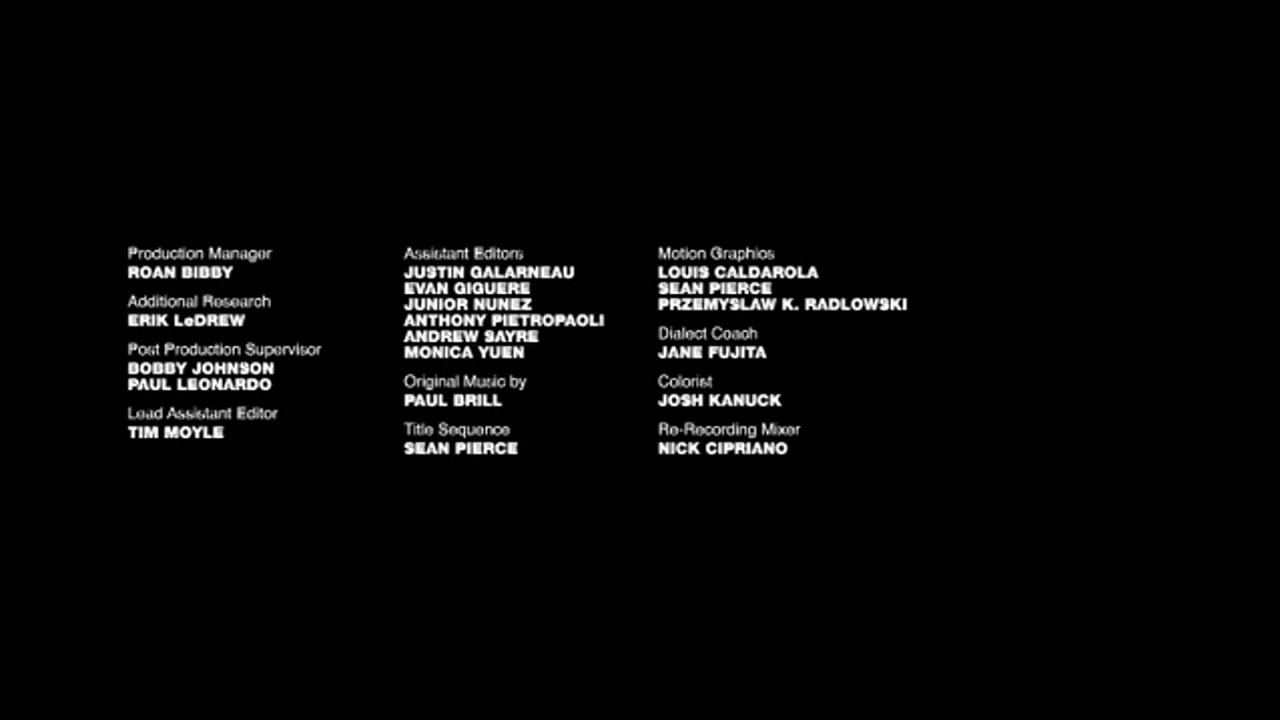 Production Manager
ROAN BIBBY
Additional Research
ERIK LeDREW
Post Production Supervisor
BOBBY JOHNSON
PAUL LEONARDO
Lead Assistant Editor
TIM MOYLE
Assistant Editors
JUSTIN GALARNEAU
EVAN GIGUERE
JUNIOR NUNEZ
ANTHONY PIETROPAOLI
ANDREW SAYRE
MONICA YUEN
Original Music by
PAUL BRILL
Title Sequence
SEAN PIERCE
Motion Graphics
LOUIS CALDAROLA
SEAN PIERCE
PRZEMYSLAW K. RADLOWSKI
Dialect Coach
JANE FUJITA
Colorist
JOSH KANUCK
Re-Recording Mixer
NICK CIPRIANO